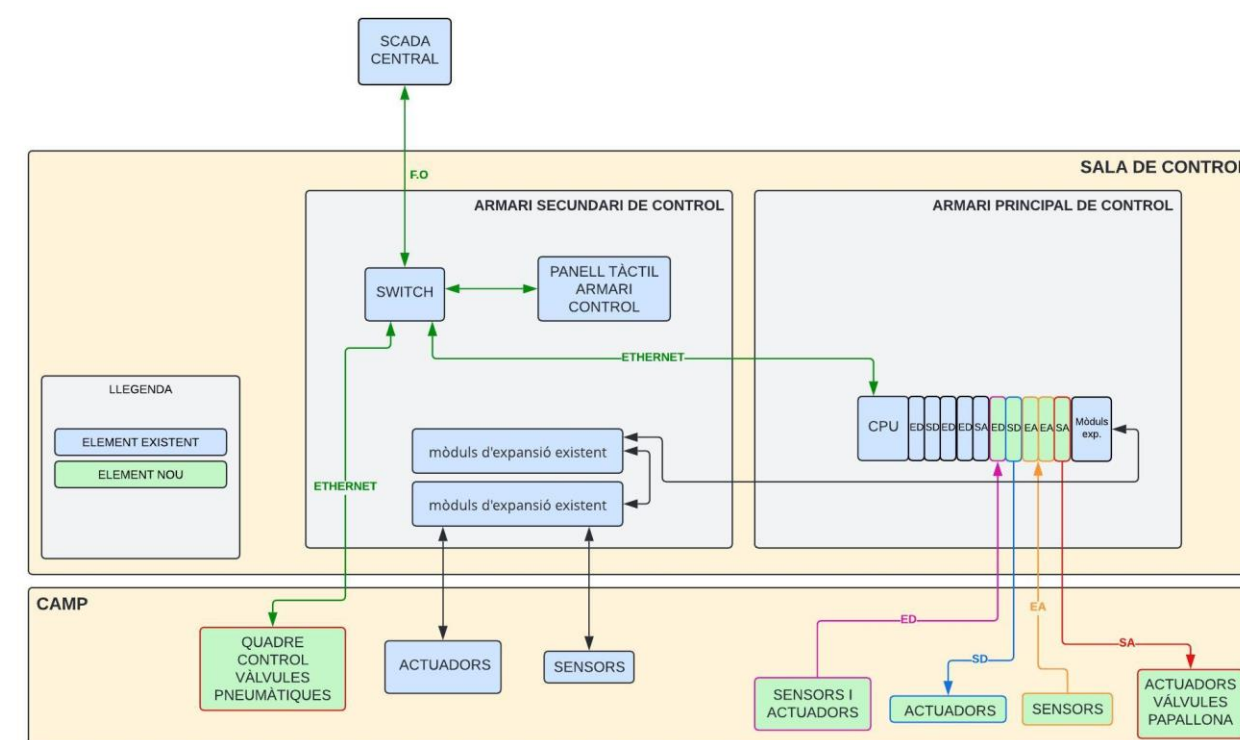 SCADA
CENTRAL
SALA DE CONTROL
F.O
ARMARI SECUNDARI DE CONTROL
ARMARI PRINCIPAL DE CONTROL
SWITCH
PANELL TÀCTIL
ARMARI
CONTROL
ETHERNET
LLEGENDA
ELEMENT EXISTENT
ELEMENT NOU
CPU
ED
SD
ED
ED
SA
ED
SD
EA
EA
SA
Mòduls
exp.
mòduls d'expansió existent
mòduls d'expansió existent
ETHERNET
CAMP
QUADRE
CONTROL
VÀLVULES
PNEUMÀTIQUES
ACTUADORS
SENSORS
ED
SD
EA
SA
SENSORS I
ACTUADORS
ACTUADORS
SENSORS
ACTUADORS
VÁLVULES
PAPALLONA